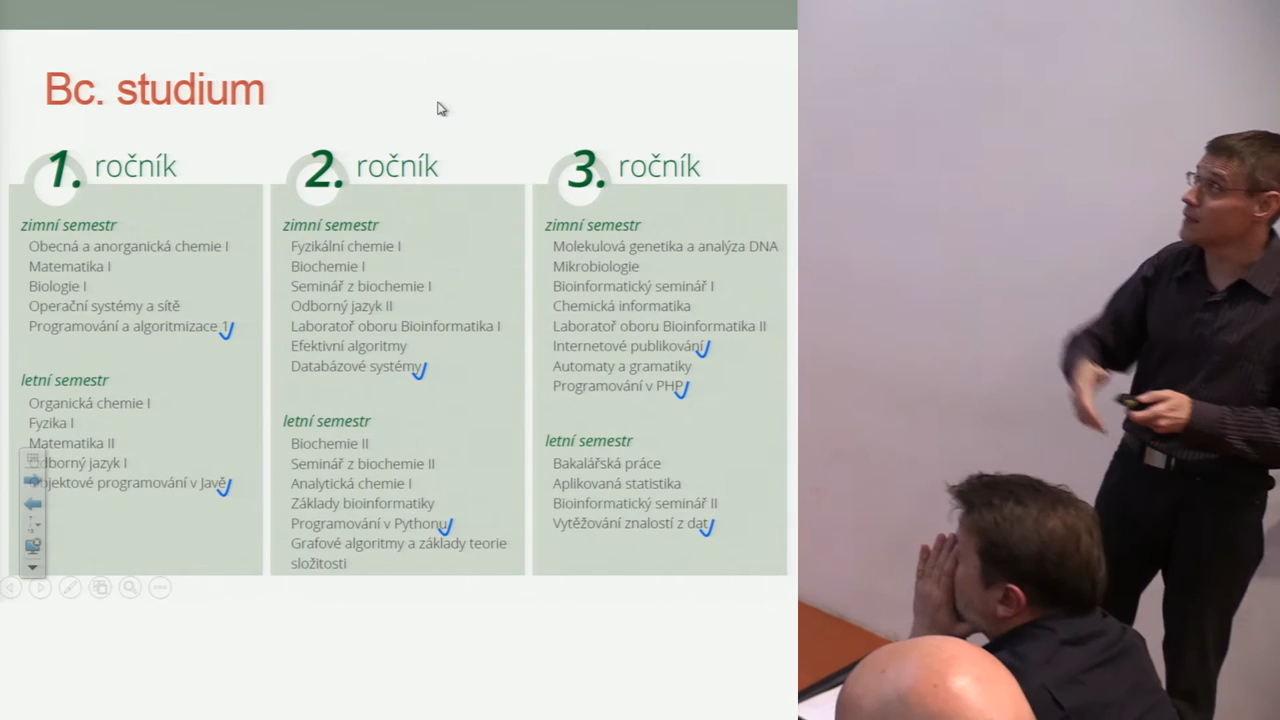 Bc. studium
1. ročník
zimní semestr
Obecná a anorganická chemie I
Matematika I
Biologie I
Operační systémy a sítě
Programování a algoritmizace 1
letní semestr
Organická chemie I
Fyzika I
Matematika II
Odborný jazyk I
Objektové programování v Javě
2. ročník
zimní semestr
Fyzikální chemie I
Biochemie I
Seminář z biochemie I
Odborný jazyk II
Laboratoř oboru Bioinformatika I
Efektivní algoritmy
Databázové systémy
letní semestr
Biochemie II
Seminář z biochemie II
Analytická chemie I
Základy bioinformatiky
Programování v Pythonu
Grafové algoritmy a základy teorie
složitosti
3. ročník
zimní semestr
Molekulová genetika a analýza DNA
Mikrobiologie
Bioinformatický seminář I
Chemická informatika
Laboratoř oboru Bioinformatika II
Internetové publikování
Automaty a gramatiky
Programování v PHP
letní semestr
Bakalářská práce
Aplikovaná statistika
Bioinformatický seminář II
Vytěžování znalostí z dat